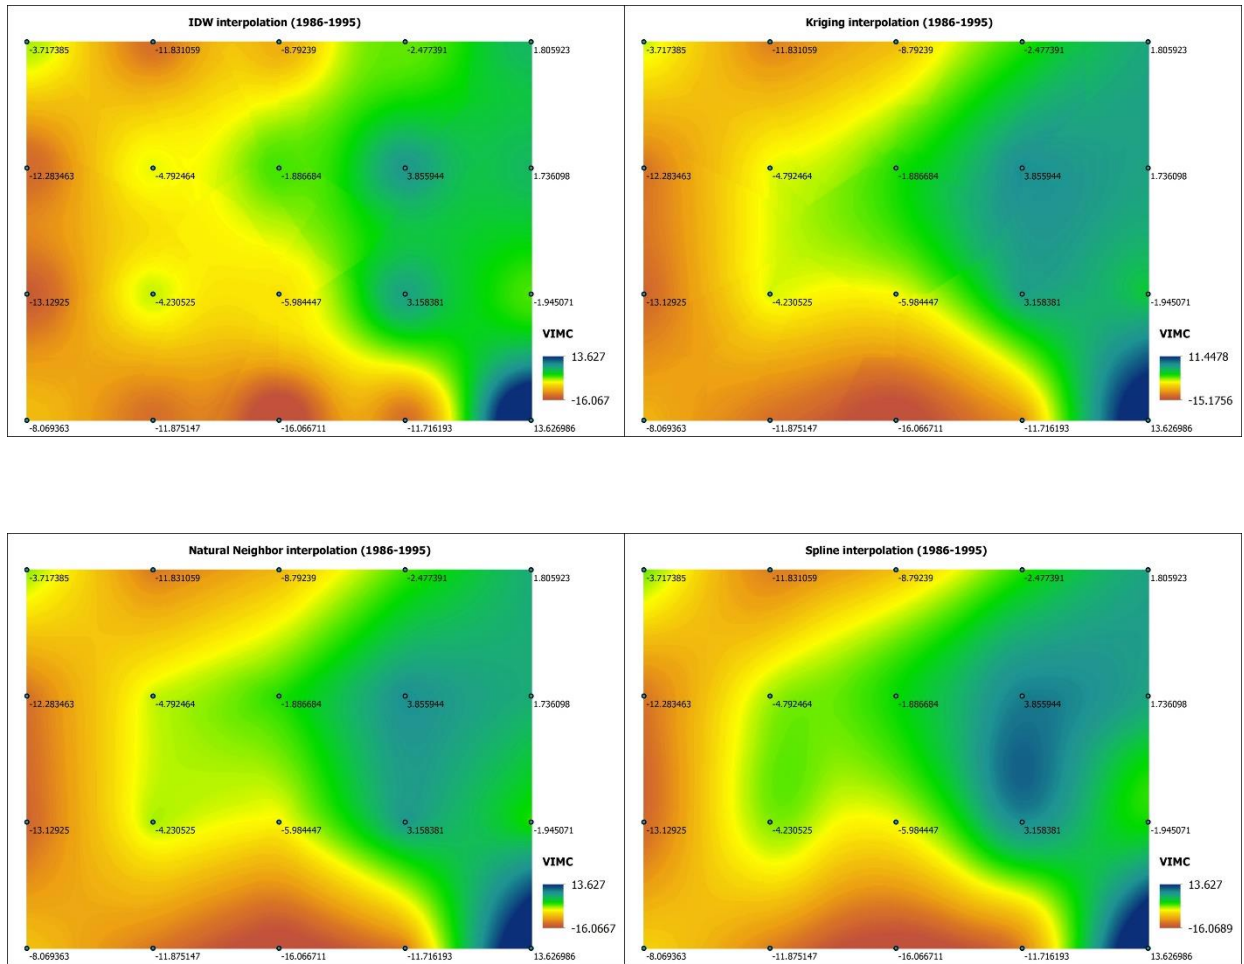 IDW interpolation (1986-1995)
-3.717385 -11.831059 -8.79239 -2.477391 1.805923
-12.283463 -4.792464 -1.886684 3.855944 1.736098
-13.12925 -4.230525 -5.984447 3.158381 -1.945071
VIMC
13.627
-16.067
-8.069363 -11.875147 -16.066711 -11.716193 13.626986
Kriging interpolation (1986-1995)
-3.717385 -11.831059 -8.79239 -2.477391 1.805923
-12.283463 -4.792464 -1.886684 3.855944 1.736098
-13.12925 -4.230525 -5.984447 3.158381 -1.945071
VIMC
11.4478
-15.1756
-8.069363 -11.875147 -16.066711 -11.716193 13.626986
Natural Neighbor interpolation (1986-1995)
-3.717385 -11.831059 -8.79239 -2.477391 1.805923
-12.283463 -4.792464 -1.886684 3.855944 1.736098
-13.12925 -4.230525 -5.984447 3.158381 -1.945071
VIMC
13.627
-16.0667
-8.069363 -11.875147 -16.066711 -11.716193 13.626986
Spline interpolation (1986-1995)
-3.717385 -11.831059 -8.79239 -2.477391 1.805923
-12.283463 -4.792464 -1.886684 3.855944 1.736098
-13.12925 -4.230525 -5.984447 3.158381 -1.945071
VIMC
13.627
-16.0689
-8.069363 -11.875147 -16.066711 -11.716193 13.626986